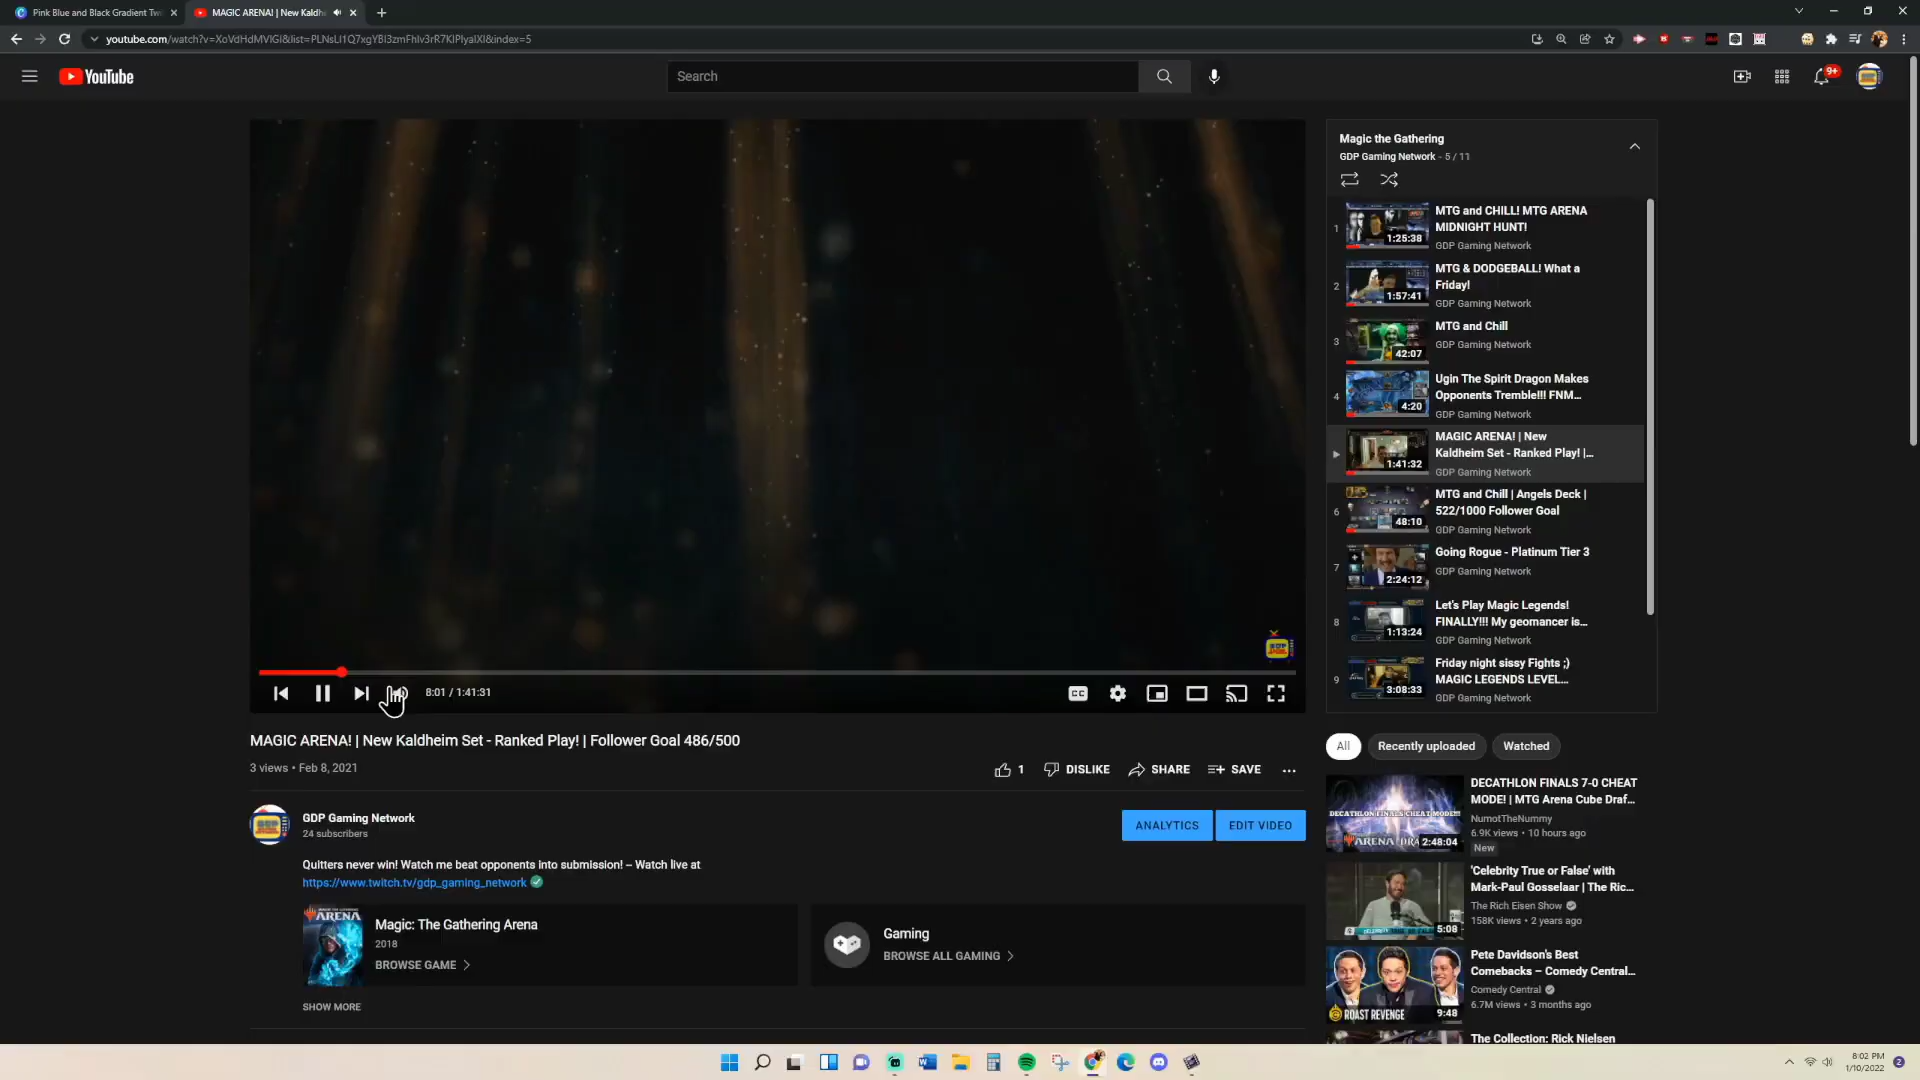 Pink Blue and Black Gradient Twi
MAGIC ARENA! | New Kaldh
youtube.com/watch?v=XoVdHdMVlGI&list=PLNsLl1Q7xgYBl3zmFhIv3rR7KlPlyalXl&index=5
YouTube
Search
9+
Magic the Gathering
GDP Gaming Network - 5 / 11
1
1:25:38
MTG and CHILL! MTG ARENA
MIDNIGHT HUNT!
GDP Gaming Network
2
1:57:41
MTG & DODGEBALL! What a
Friday!
GDP Gaming Network
3
42:07
MTG and Chill
GDP Gaming Network
4
4:20
Ugin The Spirit Dragon Makes
Opponents Tremble!!! FNM...
GDP Gaming Network
1:41:32
MAGIC ARENA! | New
Kaldheim Set - Ranked Play! |...
GDP Gaming Network
6
48:10
MTG and Chill | Angels Deck |
522/1000 Follower Goal
GDP Gaming Network
7
2:24:12
Going Rogue - Platinum Tier 3
GDP Gaming Network
8
1:13:24
Let's Play Magic Legends!
FINALLY!!! My geomancer is...
GDP Gaming Network
9
3:08:33
Friday night sissy Fights ;)
MAGIC LEGENDS LEVEL...
GDP Gaming Network
8:01 / 1:41:31
CC
MAGIC ARENA! | New Kaldheim Set - Ranked Play! | Follower Goal 486/500
3 views • Feb 8, 2021
1
DISLIKE
SHARE
SAVE
GDP Gaming Network
24 subscribers
ANALYTICS
EDIT VIDEO
Quitters never win! Watch me beat opponents into submission! -- Watch live at
https://www.twitch.tv/gdp_gaming_network
ARENA
Magic: The Gathering Arena
2018
BROWSE GAME
Gaming
BROWSE ALL GAMING
SHOW MORE
All
Recently uploaded
Watched
DECATHLON FINALS CHEAT MODE!!!
2:48:04
DECATHLON FINALS 7-0 CHEAT
MODE! | MTG Arena Cube Draf...
NumotTheNummy
6.9K views • 10 hours ago
New
5:08
'Celebrity True or False' with
Mark-Paul Gosselaar | The Ric...
The Rich Eisen Show
158K views • 2 years ago
ROAST REVENGE
9:48
Pete Davidson's Best
Comebacks – Comedy Central...
Comedy Central
6.7M views • 3 months ago
The Collection: Rick Nielsen
8:02 PM
1/10/2022
2